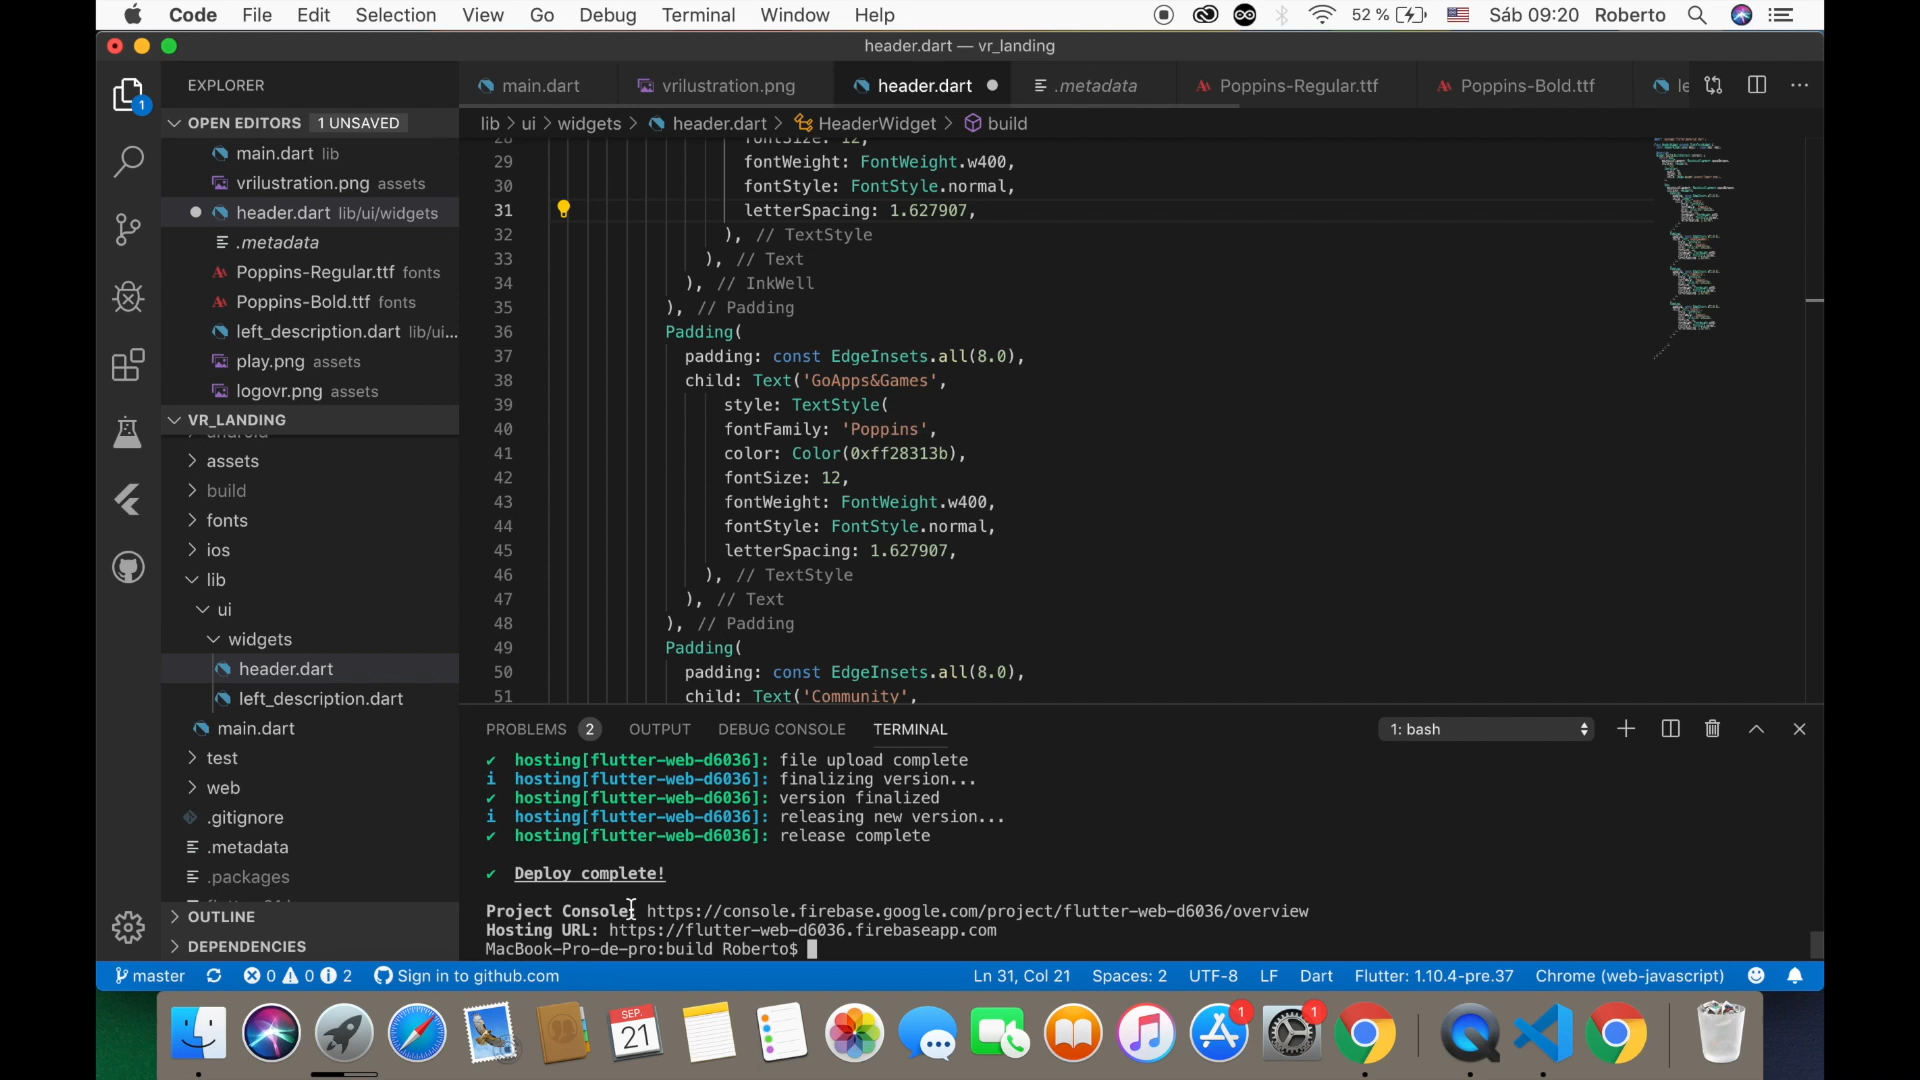 Code File Edit Selection View Go Debug Terminal Window Help 52 % Sáb 09:20 Roberto
header.dart — vr_landing
EXPLORER
main.dart vrilustration.png header.dart .metadata Poppins-Regular.ttf Poppins-Bold.ttf le
1
OPEN EDITORS 1 UNSAVED
lib > ui > widgets > header.dart > HeaderWidget > build
main.dart lib
vrilustration.png assets
header.dart lib/ui/widgets
.metadata
Poppins-Regular.ttf fonts
Poppins-Bold.ttf fonts
left_description.dart lib/ui...
play.png assets
logovr.png assets
VR_LANDING
android
assets
build
fonts
ios
lib
ui
widgets
header.dart
left_description.dart
main.dart
test
web
.gitignore
.metadata
.packages
OUTLINE
DEPENDENCIES
28 fontSize: 12,
29 fontWeight: FontWeight.w400,
30 fontStyle: FontStyle.normal,
31 letterSpacing: 1.627907,
32 ), // TextStyle
33 ), // Text
34 ), // InkWell
35 ), // Padding
36 Padding(
37 padding: const EdgeInsets.all(8.0),
38 child: Text('GoApps&Games',
39 style: TextStyle(
40 fontFamily: 'Poppins',
41 color: Color(0xff28313b),
42 fontSize: 12,
43 fontWeight: FontWeight.w400,
44 fontStyle: FontStyle.normal,
45 letterSpacing: 1.627907,
46 ), // TextStyle
47 ), // Text
48 ), // Padding
49 Padding(
50 padding: const EdgeInsets.all(8.0),
51 child: Text('Community',
PROBLEMS 2 OUTPUT DEBUG CONSOLE TERMINAL 1: bash
✔ hosting[flutter-web-d6036]: file upload complete
i hosting[flutter-web-d6036]: finalizing version...
✔ hosting[flutter-web-d6036]: version finalized
i hosting[flutter-web-d6036]: releasing new version...
✔ hosting[flutter-web-d6036]: release complete
✔ Deploy complete!
Project Console: https://console.firebase.google.com/project/flutter-web-d6036/overview
Hosting URL: https://flutter-web-d6036.firebaseapp.com
MacBook-Pro-de-pro:build Roberto$
master 0 0 2 Sign in to github.com Ln 31, Col 21 Spaces: 2 UTF-8 LF Dart Flutter: 1.10.4-pre.37 Chrome (web-javascript)
SEP.
21
1
1